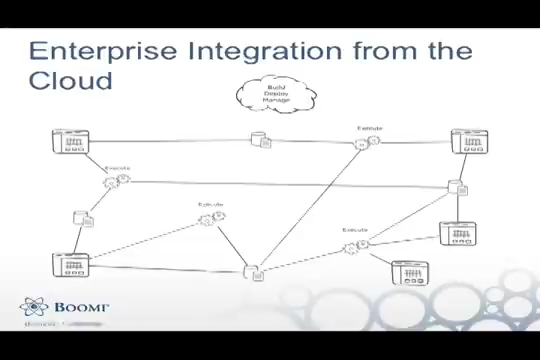 Enterprise Integration from the
Cloud
Build
Deploy
Manage
Execute
Execute
Execute
Execute
BOOMI